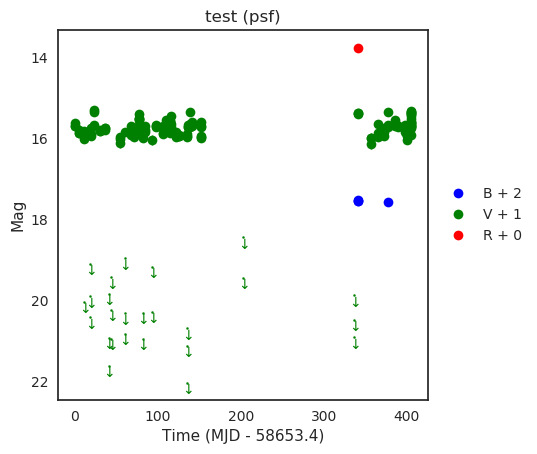 test (psf)
14
16
18
20
22
Mag
0
100
200
300
400
Time (MJD - 58653.4)
B + 2
V + 1
R + 0